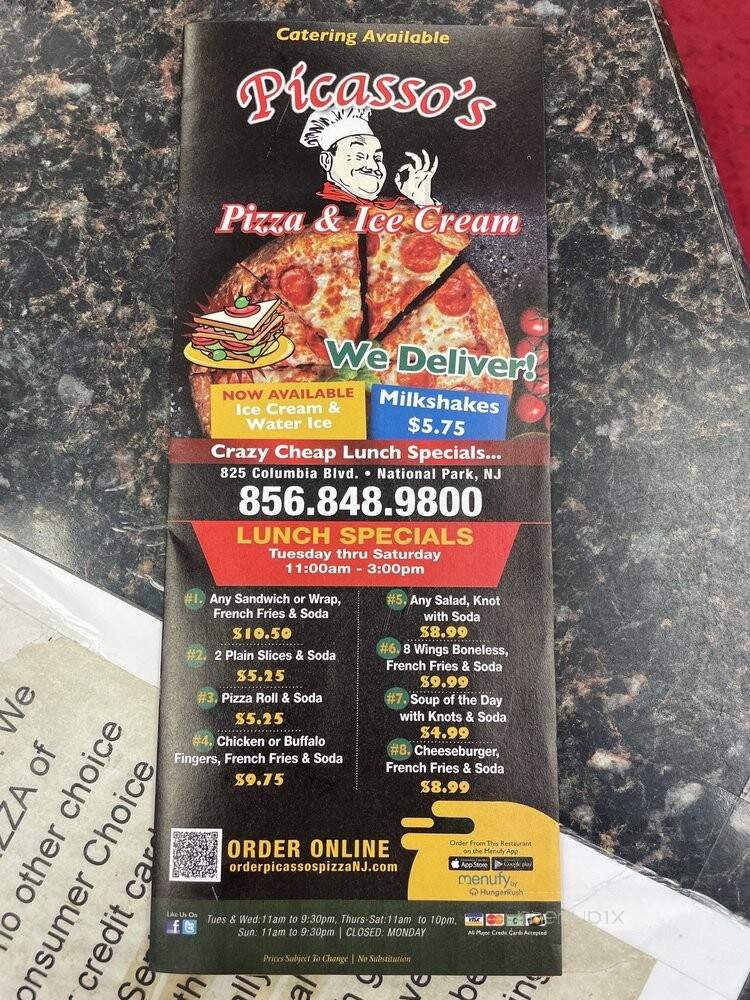 Catering Available
Picasso's
Pizza & Ice Cream
We Deliver!
NOW AVAILABLE
Ice Cream &
Water Ice
Milkshakes
$5.75
Crazy Cheap Lunch Specials...
825 Columbia Blvd. • National Park, NJ
856.848.9800
LUNCH SPECIALS
Tuesday thru Saturday
11:00am - 3:00pm
#1. Any Sandwich or Wrap,
French Fries & Soda
$10.50
#2. 2 Plain Slices & Soda
$5.25
#3. Pizza Roll & Soda
$5.25
#4. Chicken or Buffalo
Fingers, French Fries & Soda
$9.75
#5. Any Salad, Knot
with Soda
$8.99
#6. 8 Wings Boneless,
French Fries & Soda
$9.99
#7. Soup of the Day
with Knots & Soda
$4.99
#8. Cheeseburger,
French Fries & Soda
$8.99
ORDER ONLINE
orderpicassospizzaNJ.com
Order From This Restaurant
on the Menufy App
App Store
Google play
menufy by
HungerRush
Like Us On
Tues & Wed: 11am to 9:30pm, Thurs-Sat: 11am to 10pm,
Sun: 11am to 9:30pm | CLOSED: MONDAY
VISA
All Major Credit Cards Accepted
Prices Subject To Change | No Substitution
We
ZZA of
no other choice
onsumer Choice
credit car